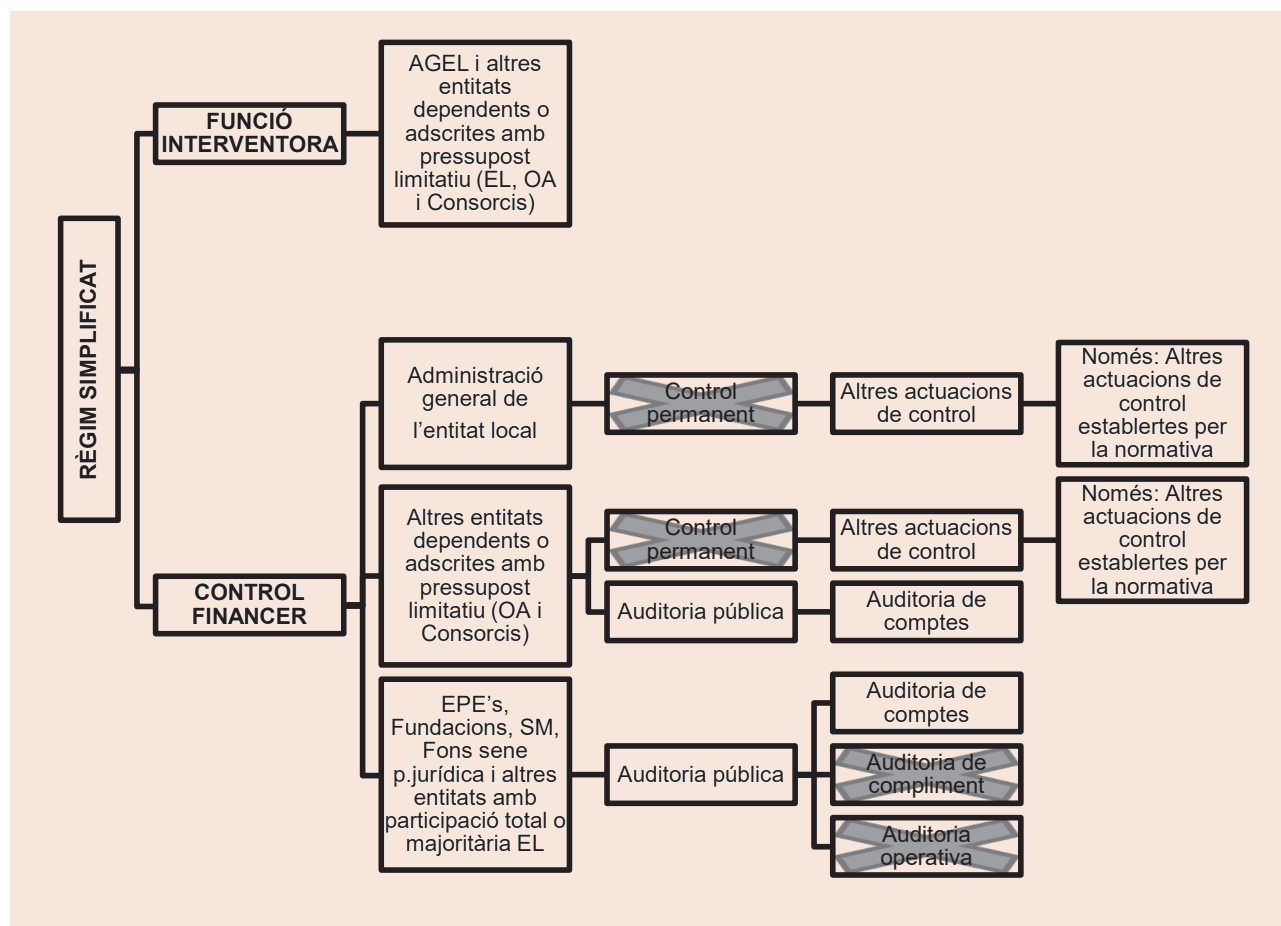 RÈGIM SIMPLIFICAT
FUNCIÓ
INTERVENTORA
AGEL i altres
entitats
dependents o
adscrites amb
pressupost
limitatiu (EL, OA
i Consorcis)
CONTROL
FINANCER
Administració
general de
l’entitat local
Control
permanent
Altres actuacions
de control
Només: Altres
actuacions de
control
establertes per
la normativa
Altres entitats
dependents o
adscrites amb
pressupost
limitatiu (OA i
Consorcis)
Control
permanent
Altres actuacions
de control
Només: Altres
actuacions de
control
establertes per
la normativa
Auditoria pública
Auditoria de
comptes
EPE’s,
Fundacions, SM,
Fons sene
p.jurídica i altres
entitats amb
participació total o
majoritària EL
Auditoria pública
Auditoria de
comptes
Auditoria de
compliment
Auditoria
operativa